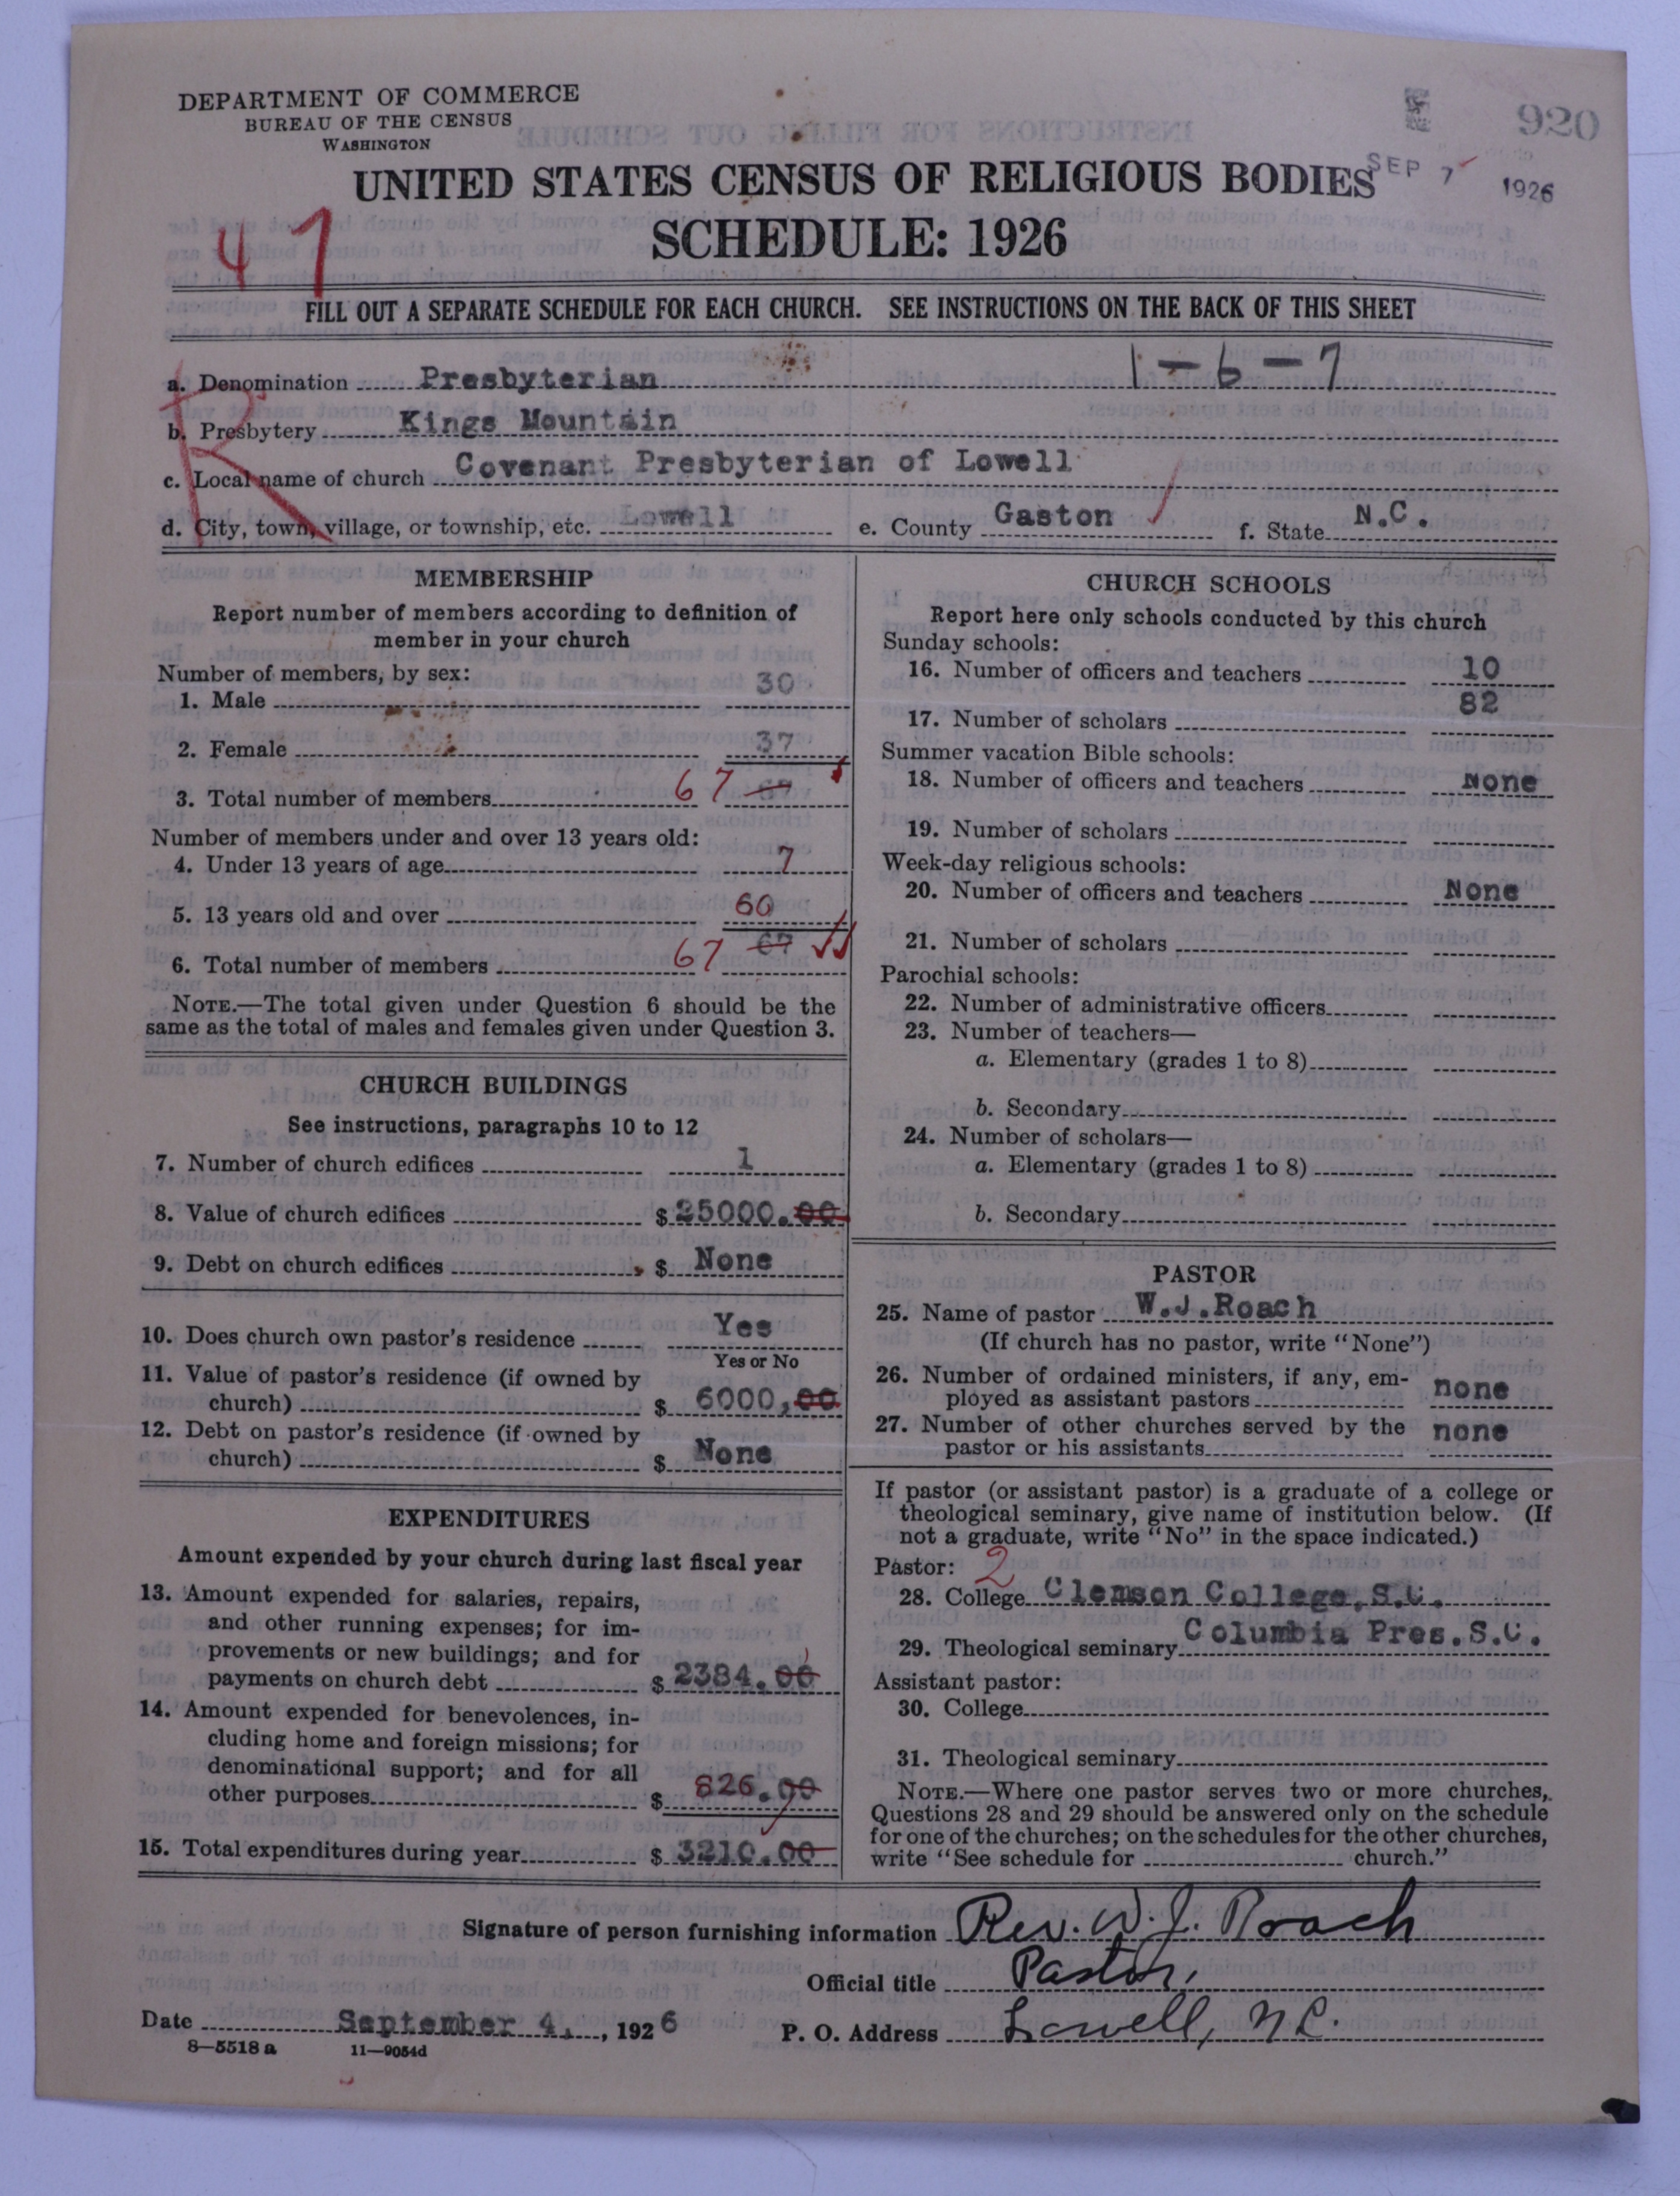 DEPARTMENT OF COMMERCE
BUREAU OF THE CENSUS
WASHINGTON
920
SEP 7 1926
UNITED STATES CENSUS OF RELIGIOUS BODIES
SCHEDULE: 1926
41
FILL OUT A SEPARATE SCHEDULE FOR EACH CHURCH. SEE INSTRUCTIONS ON THE BACK OF THIS SHEET
1-6-7
a. Denomination Presbyterian
b. Presbytery Kings Mountain
c. Local name of church Covenant Presbyterian of Lowell
d. City, town, village, or township, etc. Lowell e. County Gaston f. State N.C.
R
MEMBERSHIP
Report number of members according to definition of
member in your church
Number of members, by sex:
1. Male 30
2. Female 37
3. Total number of members 67 67
Number of members under and over 13 years old:
4. Under 13 years of age 7
5. 13 years old and over 60
6. Total number of members 67 67
NOTE.—The total given under Question 6 should be the
same as the total of males and females given under Question 3.
CHURCH BUILDINGS
See instructions, paragraphs 10 to 12
7. Number of church edifices 1
8. Value of church edifices $ 25000.00
9. Debt on church edifices $ None
10. Does church own pastor's residence Yes
Yes or No
11. Value of pastor's residence (if owned by
church) $ 6000,00
12. Debt on pastor's residence (if owned by
church) $ None
EXPENDITURES
Amount expended by your church during last fiscal year
13. Amount expended for salaries, repairs,
and other running expenses; for im-
provements or new buildings; and for
payments on church debt $ 2384.00
14. Amount expended for benevolences, in-
cluding home and foreign missions; for
denominational support; and for all
other purposes $ 826.00
15. Total expenditures during year $ 3210.00
CHURCH SCHOOLS
Report here only schools conducted by this church
Sunday schools:
16. Number of officers and teachers 10
17. Number of scholars 82
Summer vacation Bible schools:
18. Number of officers and teachers None
19. Number of scholars
Week-day religious schools:
20. Number of officers and teachers None
21. Number of scholars
Parochial schools:
22. Number of administrative officers
23. Number of teachers—
a. Elementary (grades 1 to 8)
b. Secondary
24. Number of scholars—
a. Elementary (grades 1 to 8)
b. Secondary
PASTOR
25. Name of pastor W.J.Roach
(If church has no pastor, write "None")
26. Number of ordained ministers, if any, em-
ployed as assistant pastors none
27. Number of other churches served by the
pastor or his assistants none
If pastor (or assistant pastor) is a graduate of a college or
theological seminary, give name of institution below. (If
not a graduate, write "No" in the space indicated.)
Pastor: 2
28. College Clemson College,S.C.
29. Theological seminary Columbia Pres.S.C.
Assistant pastor:
30. College
31. Theological seminary
NOTE.—Where one pastor serves two or more churches,
Questions 28 and 29 should be answered only on the schedule
for one of the churches; on the schedules for the other churches,
write "See schedule for church."
Signature of person furnishing information Rev. W. J. Roach
Official title Pastor,
Date September 4, , 1926 P. O. Address Lowell, N.C.
8—5518a 11—9054d